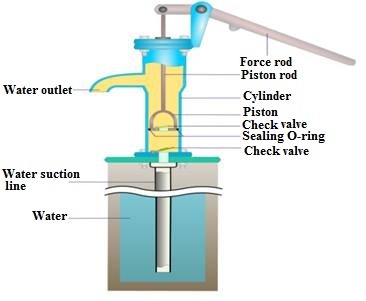 Force rod
Piston rod
Water outlet
Cylinder
Piston
Check valve
Sealing O-ring
Check valve
Water suction
line
Water